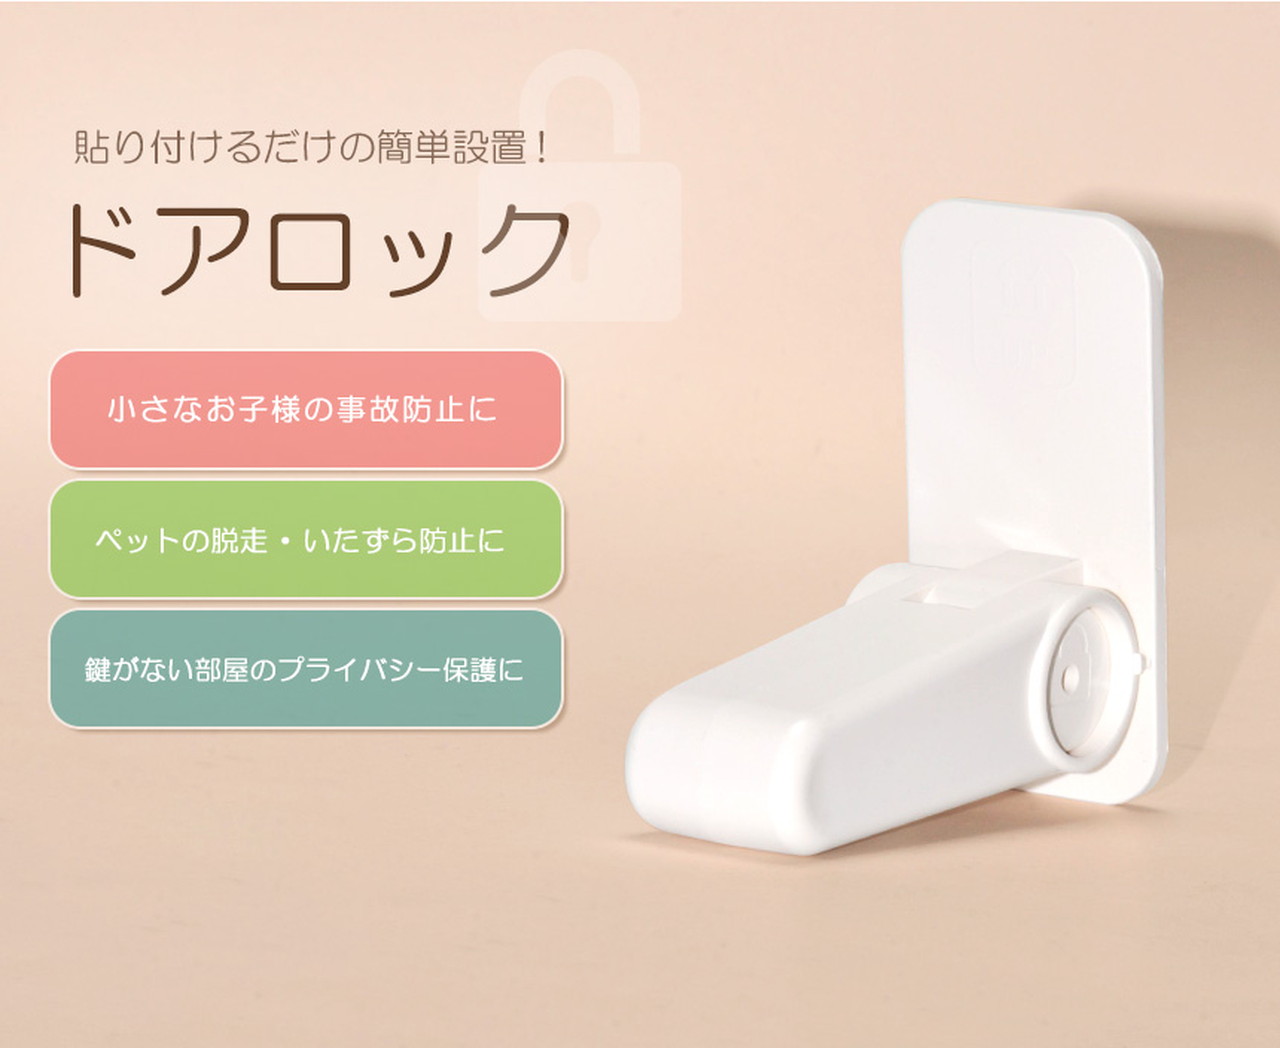 貼り付けるだけの簡単設置！
ドアロック
小さなお子様の事故防止に
ペットの脱走・いたずら防止に
鍵がない部屋のプライバシー保護に